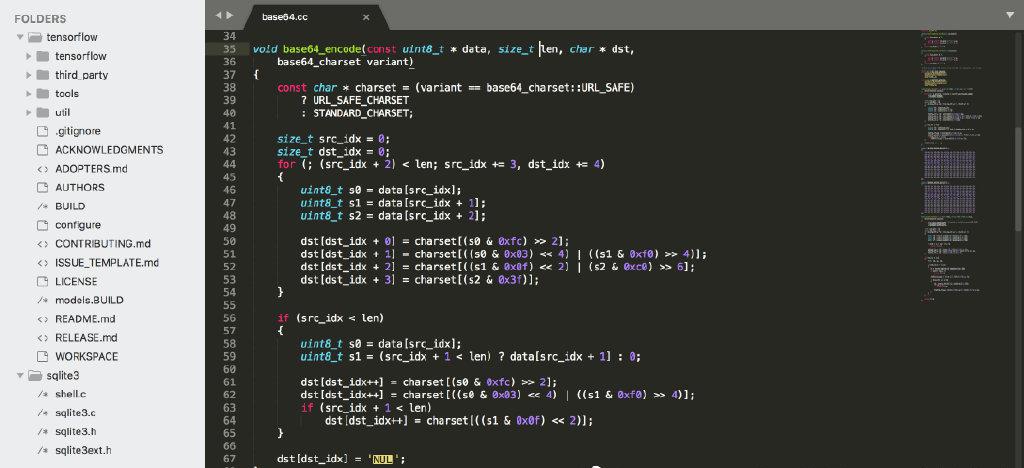 FOLDERS
tensorflow
tensorflow
third_party
tools
util
.gitignore
ACKNOWLEDGMENTS
<> ADOPTERS.md
AUTHORS
/* BUILD
configure
<> CONTRIBUTING.md
<> ISSUE_TEMPLATE.md
LICENSE
/* models.BUILD
<> README.md
<> RELEASE.md
WORKSPACE
sqlite3
/* shell.c
/* sqlite3.c
/* sqlite3.h
/* sqlite3ext.h
base64.cc ×
34
35 void base64_encode(const uint8_t * data, size_t len, char * dst,
36     base64_charset variant)
37 {
38     const char * charset = (variant == base64_charset::URL_SAFE)
39         ? URL_SAFE_CHARSET
40         : STANDARD_CHARSET;
41
42     size_t src_idx = 0;
43     size_t dst_idx = 0;
44     for (; (src_idx + 2) < len; src_idx += 3, dst_idx += 4)
45     {
46         uint8_t s0 = data[src_idx];
47         uint8_t s1 = data[src_idx + 1];
48         uint8_t s2 = data[src_idx + 2];
49
50         dst[dst_idx + 0] = charset[(s0 & 0xfc) >> 2];
51         dst[dst_idx + 1] = charset[((s0 & 0x03) << 4) | ((s1 & 0xf0) >> 4)];
52         dst[dst_idx + 2] = charset[((s1 & 0x0f) << 2) | (s2 & 0xc0) >> 6];
53         dst[dst_idx + 3] = charset[(s2 & 0x3f)];
54     }
55
56     if (src_idx < len)
57     {
58         uint8_t s0 = data[src_idx];
59         uint8_t s1 = (src_idx + 1 < len) ? data[src_idx + 1] : 0;
60
61         dst[dst_idx++] = charset[(s0 & 0xfc) >> 2];
62         dst[dst_idx++] = charset[((s0 & 0x03) << 4) | ((s1 & 0xf0) >> 4)];
63         if (src_idx + 1 < len)
64             dst[dst_idx++] = charset[((s1 & 0x0f) << 2)];
65     }
66
67     dst[dst_idx] = 'NUL';